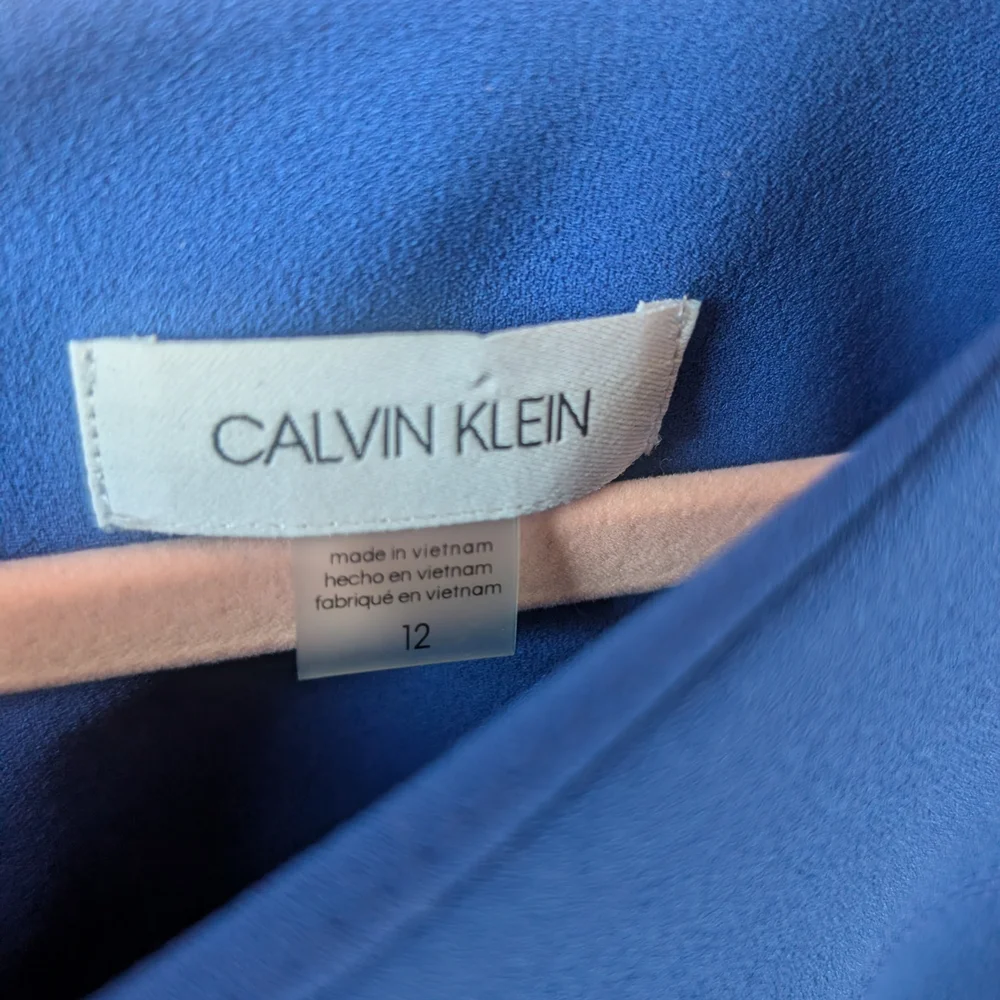 CALVIN KLEIN
made in vietnam
hecho en vietnam
fabriqué en vietnam
12